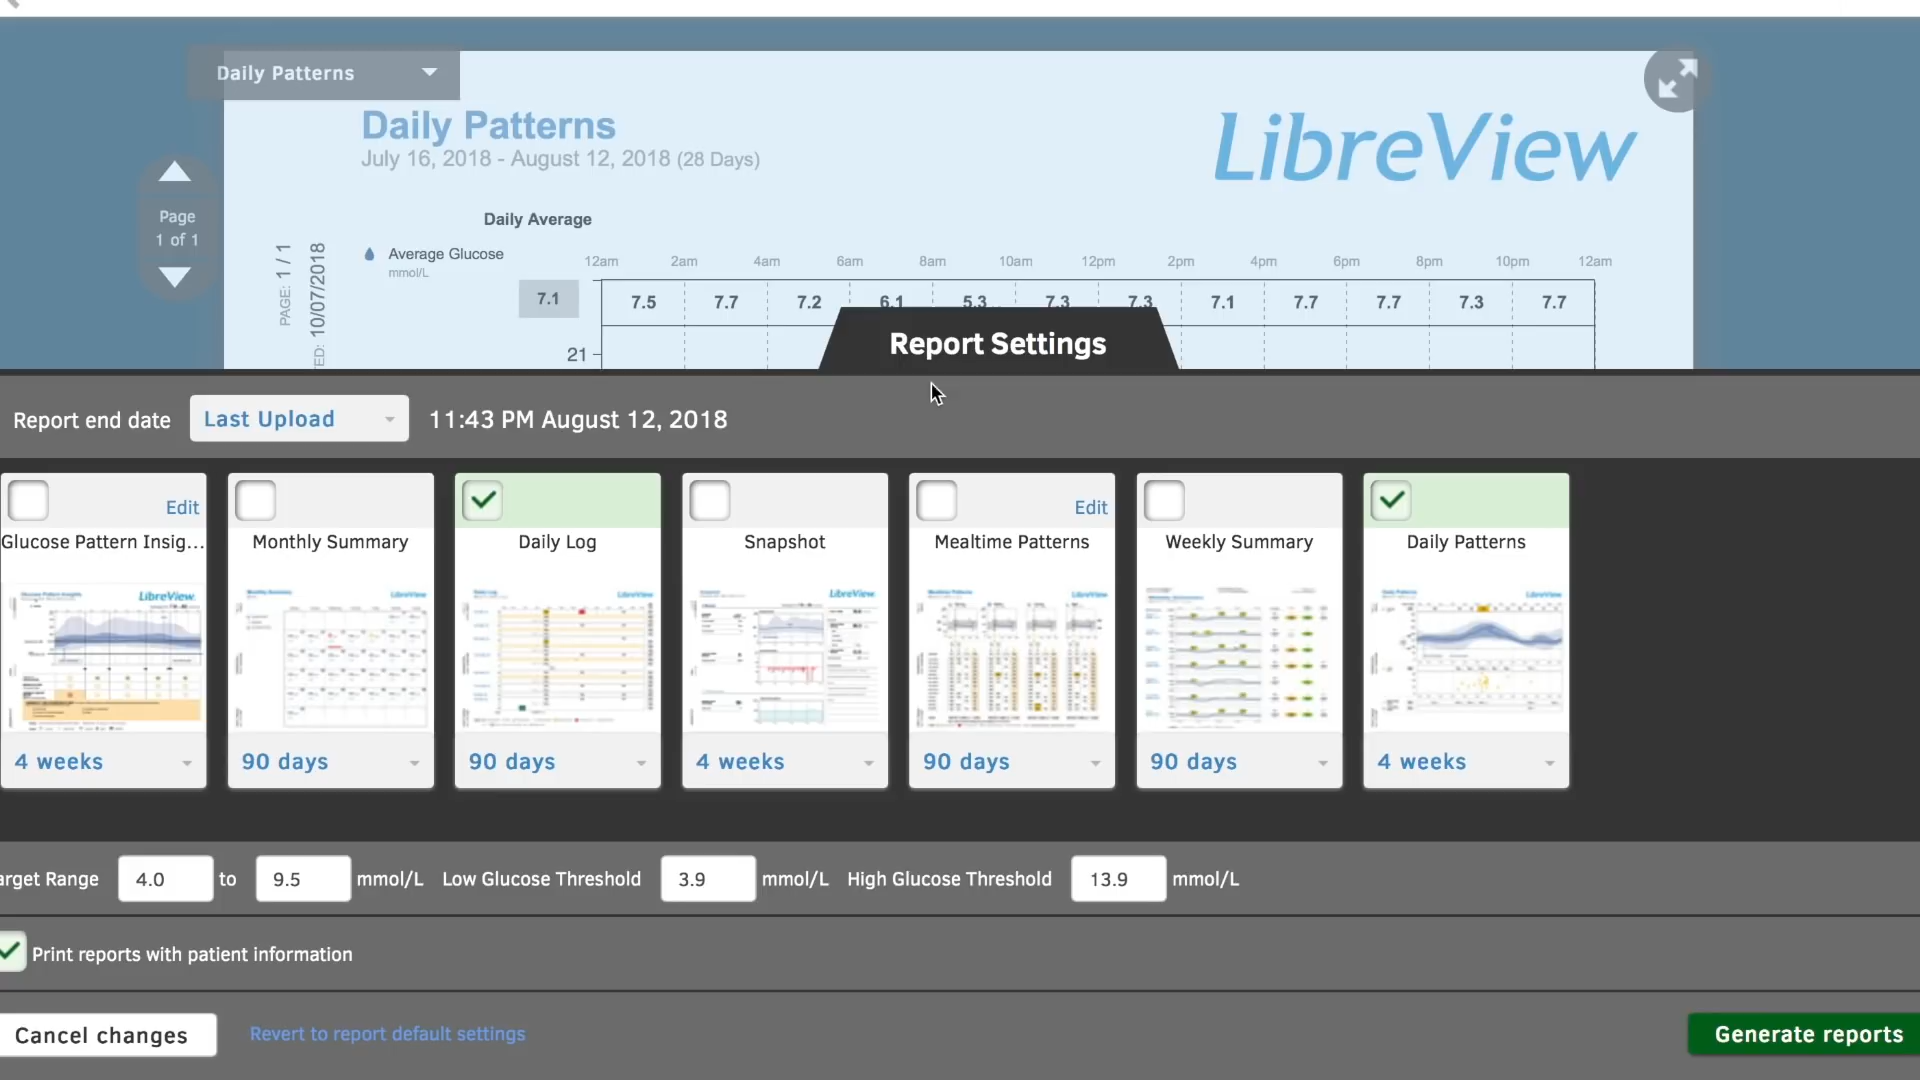 Daily Patterns
Daily Patterns
LibreView
July 16, 2018 - August 12, 2018 (28 Days)
Page
1 of 1
Daily Average
PAGE: 1 / 1
ED: 10/07/2018
Average Glucose
mmol/L
12am 2am 4am 6am 8am 10am 12pm 2pm 4pm 6pm 8pm 10pm 12am
7.1 7.5 7.7 7.2 6.1 5.3 7.3 7.3 7.1 7.7 7.7 7.3 7.7
21
Report Settings
Report end date Last Upload 11:43 PM August 12, 2018
Edit Edit
Glucose Pattern Insig... Monthly Summary Daily Log Snapshot Mealtime Patterns Weekly Summary Daily Patterns
LibreView LibreView LibreView LibreView LibreView LibreView
4 weeks 90 days 90 days 4 weeks 90 days 90 days 4 weeks
arget Range 4.0 to 9.5 mmol/L Low Glucose Threshold 3.9 mmol/L High Glucose Threshold 13.9 mmol/L
Print reports with patient information
Cancel changes Revert to report default settings Generate reports